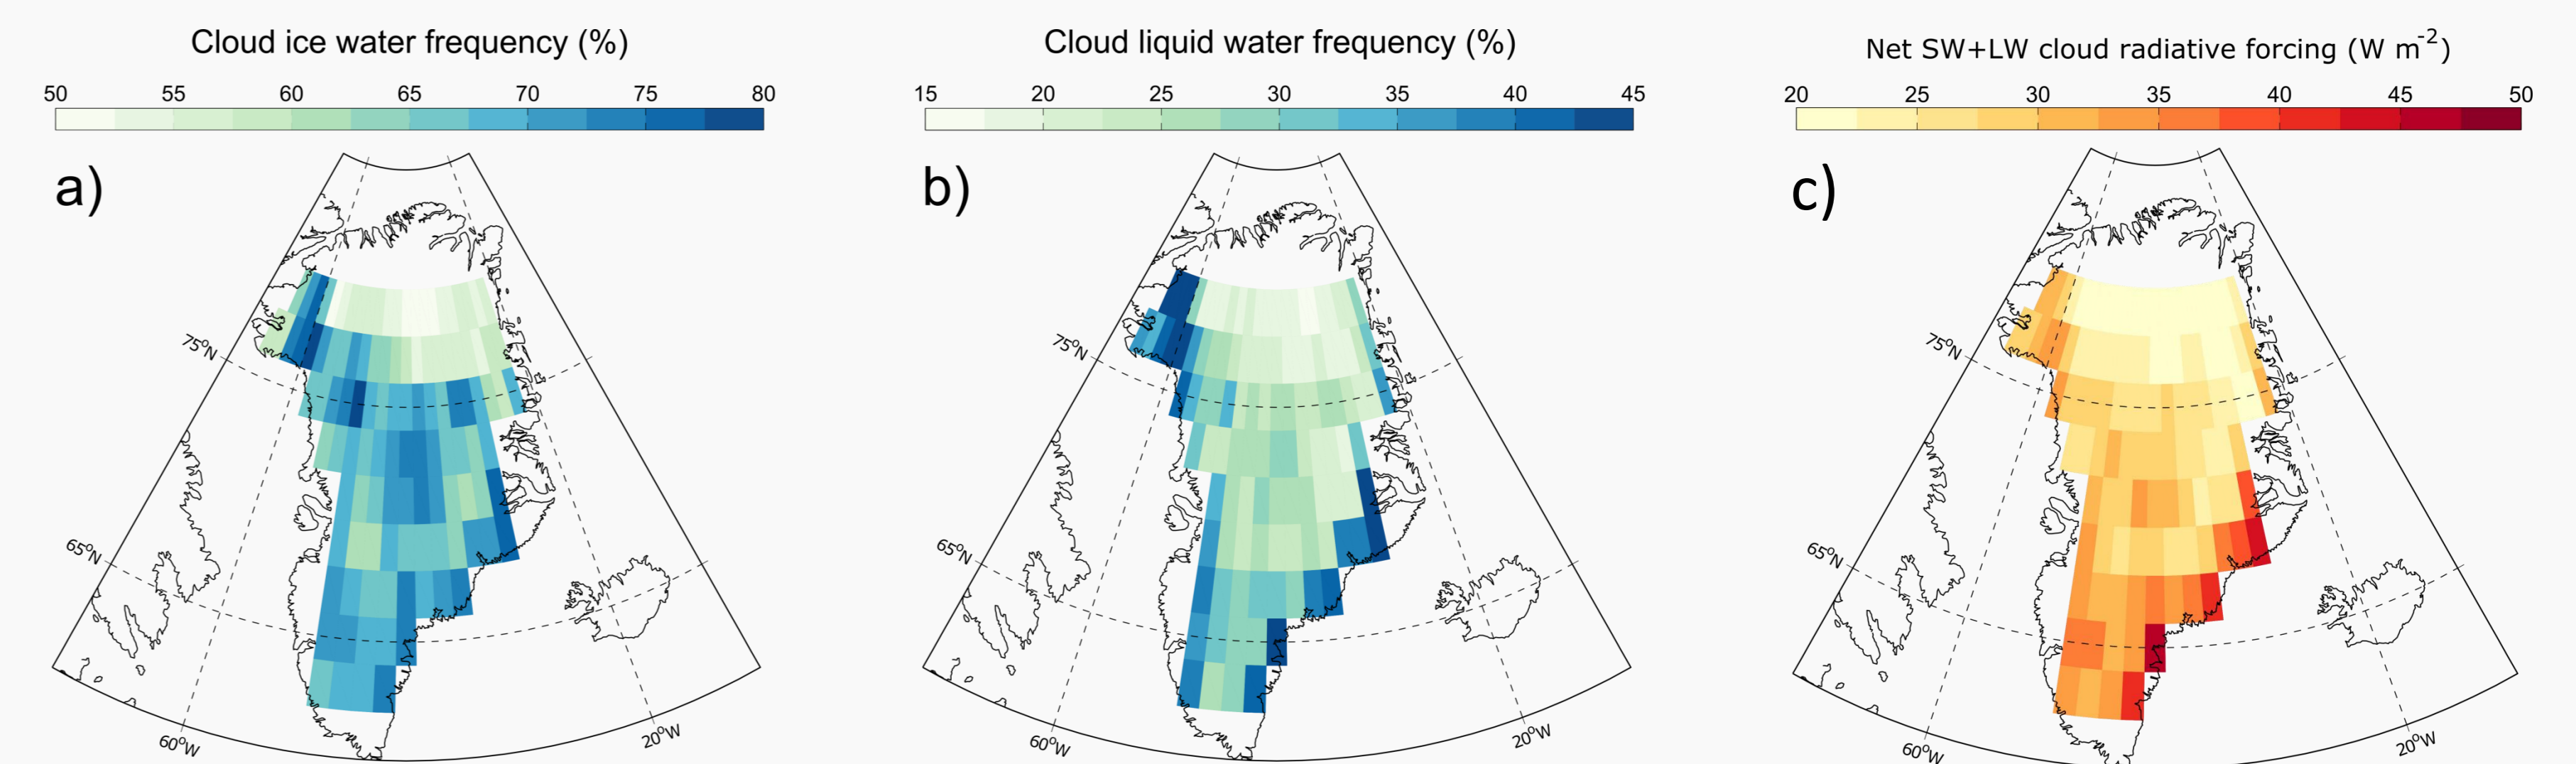 Cloud ice water frequency (%)
50 55 60 65 70 75 80
a)
75°N
65°N
60°W
20°W
Cloud liquid water frequency (%)
15 20 25 30 35 40 45
b)
75°N
65°N
60°W
20°W
Net SW+LW cloud radiative forcing (W m⁻²)
20 25 30 35 40 45 50
c)
75°N
65°N
60°W
20°W